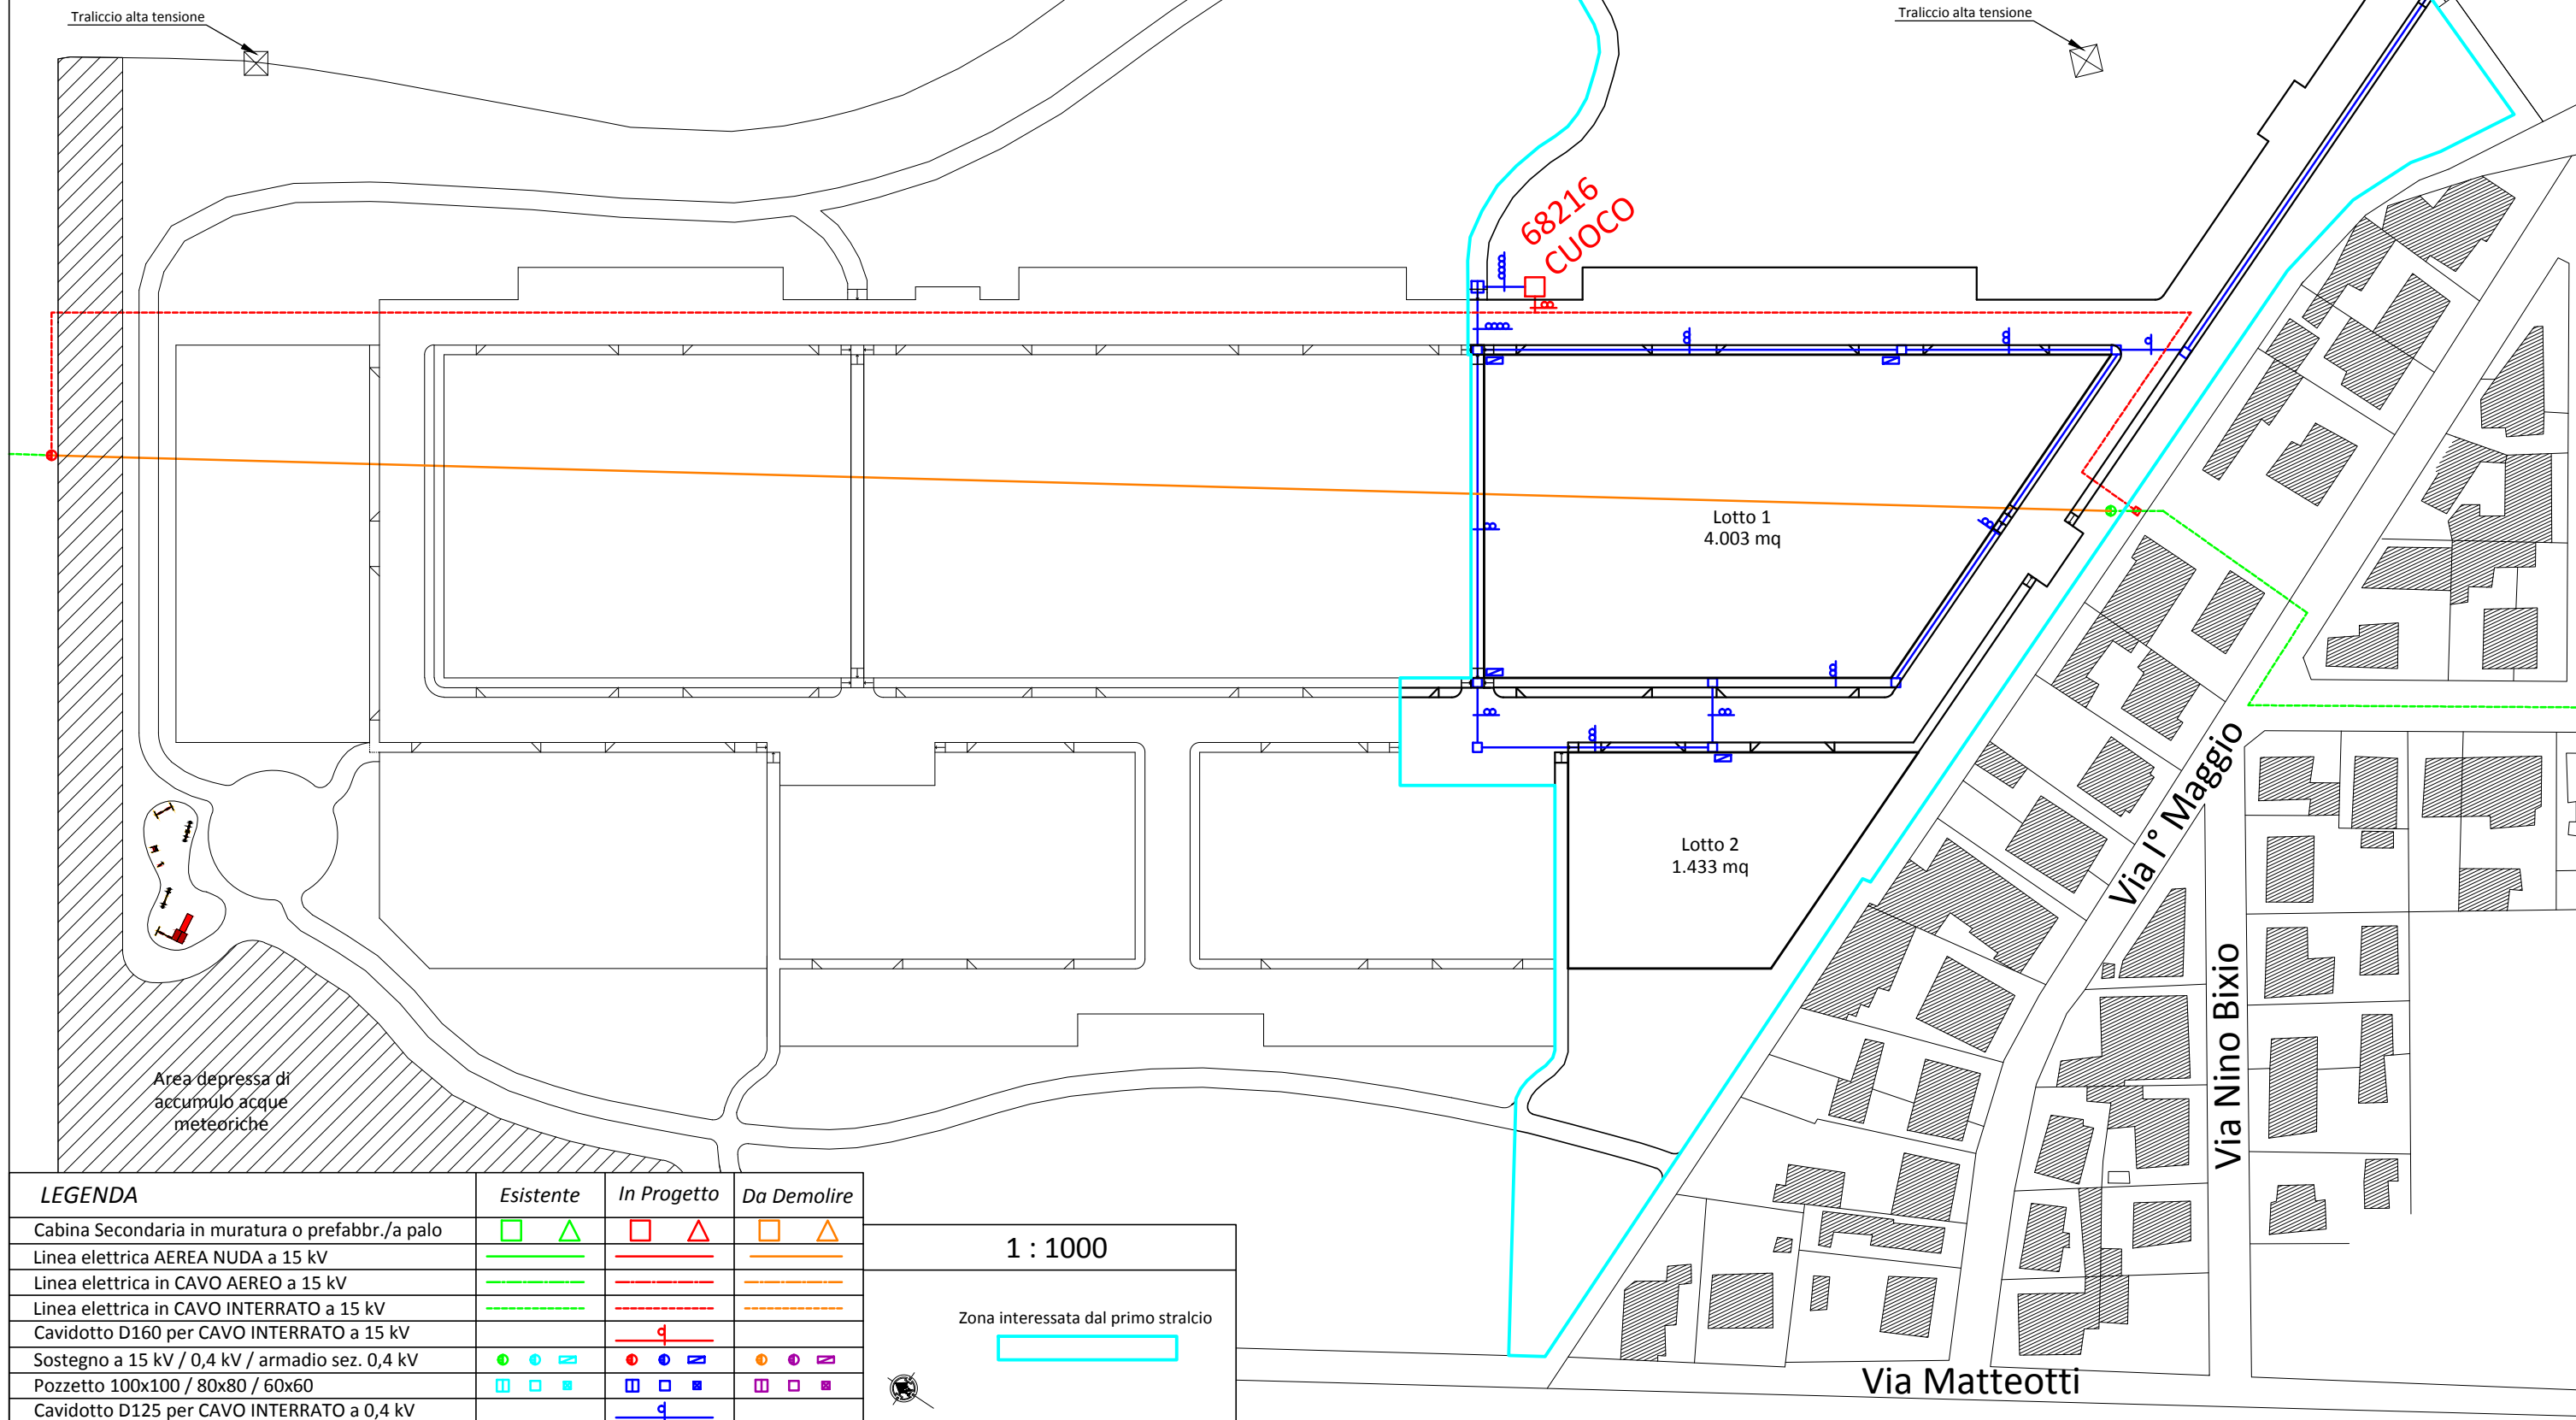 Traliccio alta tensione
Traliccio alta tensione
68216
CUOCO
Lotto 1
4.003 mq
Lotto 2
1.433 mq
Via I° Maggio
Via Nino Bixio
Via Matteotti
Area depressa di
accumulo acque
meteoriche
LEGENDA Esistente In Progetto Da Demolire
Cabina Secondaria in muratura o prefabbr./a palo
Linea elettrica AEREA NUDA a 15 kV
Linea elettrica in CAVO AEREO a 15 kV
Linea elettrica in CAVO INTERRATO a 15 kV
Cavidotto D160 per CAVO INTERRATO a 15 kV
Sostegno a 15 kV / 0,4 kV / armadio sez. 0,4 kV
Pozzetto 100x100 / 80x80 / 60x60
Cavidotto D125 per CAVO INTERRATO a 0,4 kV
1 : 1000
Zona interessata dal primo stralcio